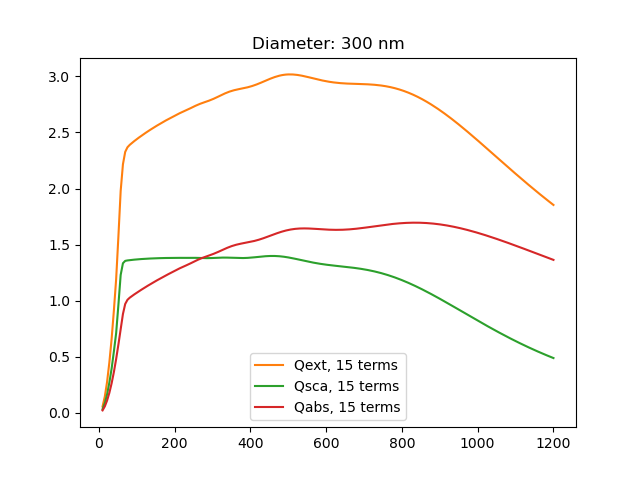 Diameter: 300 nm
3.0
2.5
2.0
1.5
1.0
0.5
0.0
Qext, 15 terms
Qsca, 15 terms
Qabs, 15 terms
0 200 400 600 800 1000 1200